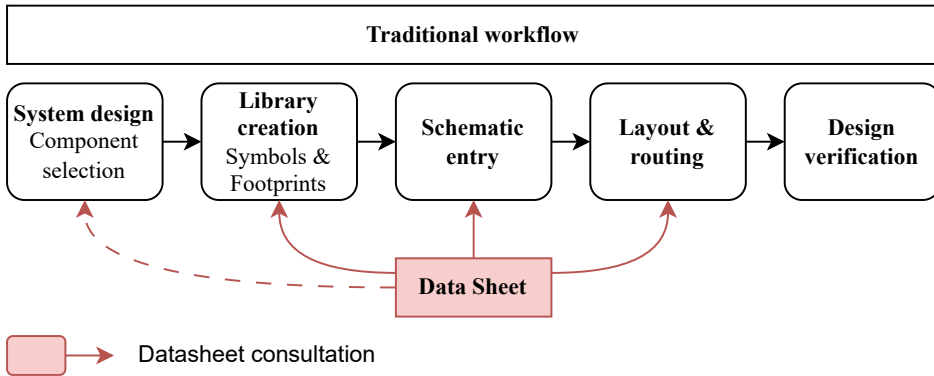 Traditional workflow
System design
Component
selection
Library
creation
Symbols &
Footprints
Schematic
entry
Layout &
routing
Design
verification
Data Sheet
Datasheet consultation